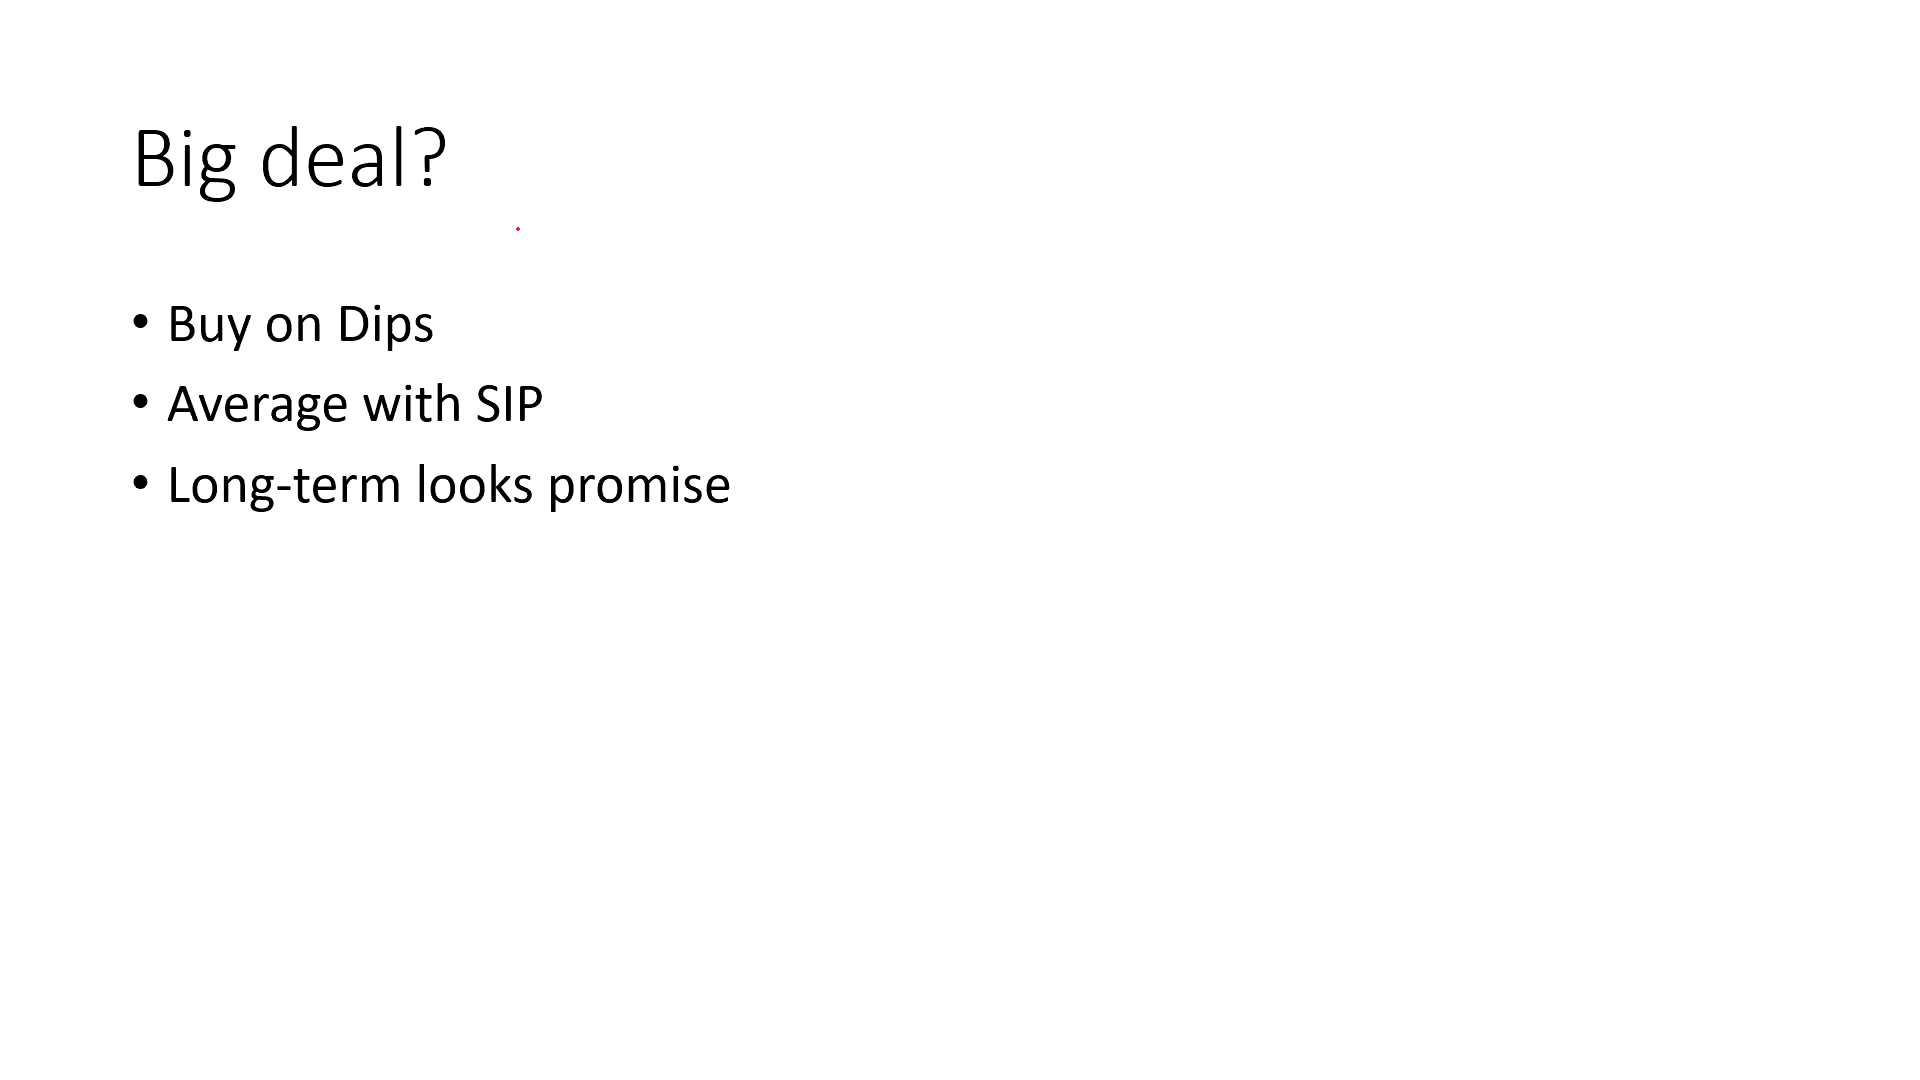 Big deal?
• Buy on Dips
• Average with SIP
• Long-term looks promise